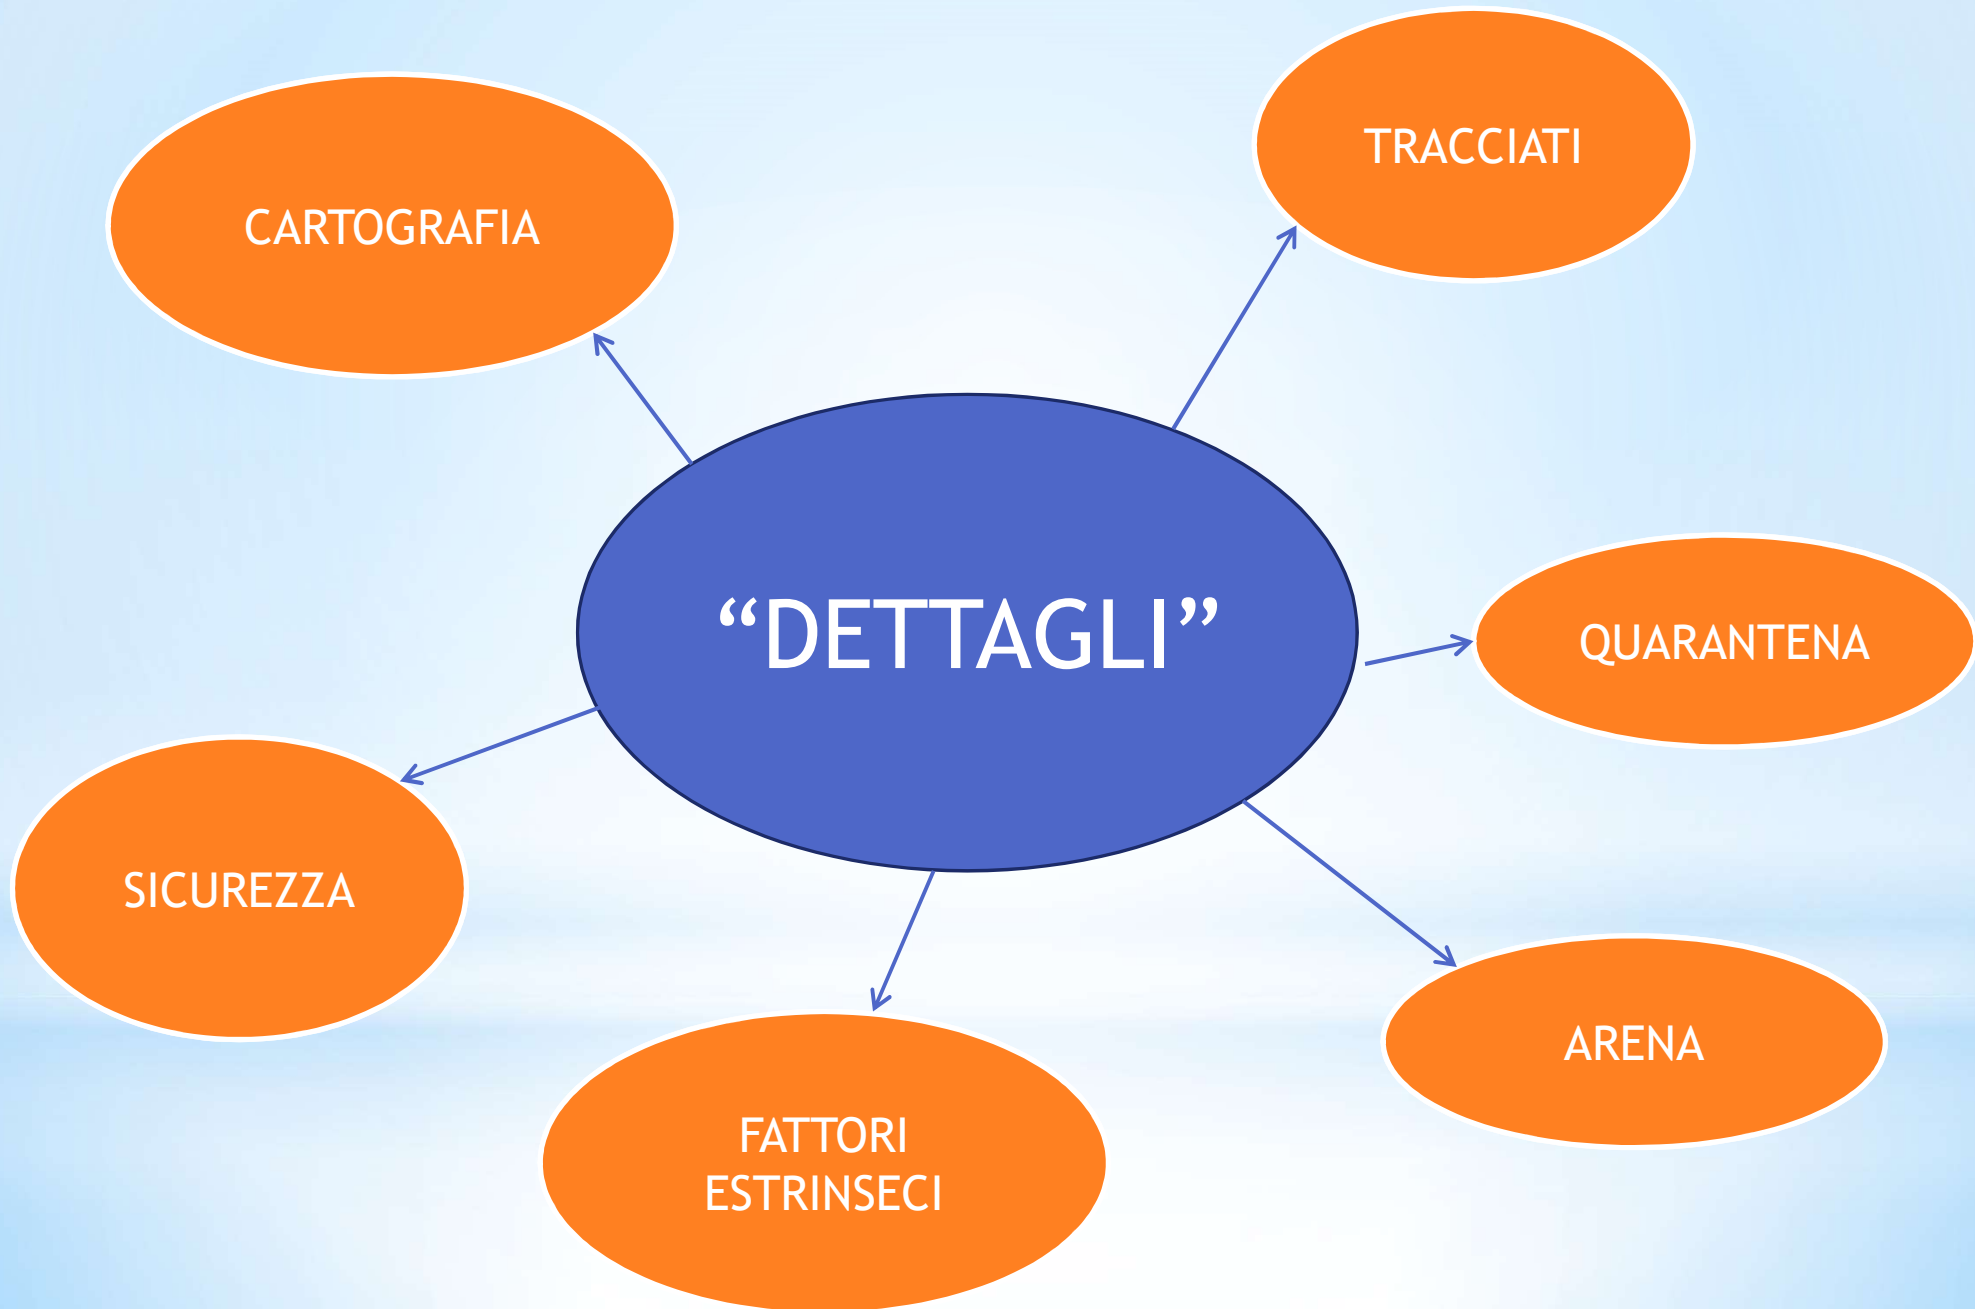 TRACCIATI
CARTOGRAFIA
“DETTAGLI”
QUARANTENA
SICUREZZA
ARENA
FATTORI
ESTRINSECI